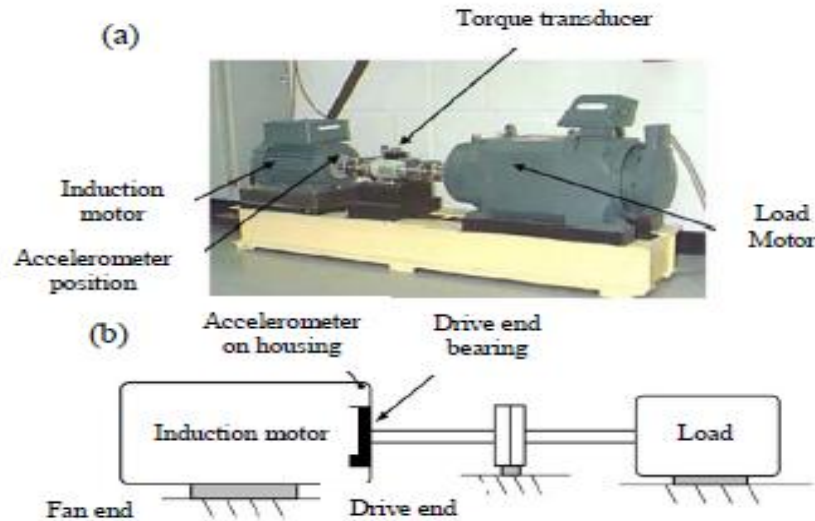 (a)
Torque transducer
Induction
motor
Accelerometer
position
Load
Motor
(b)
Accelerometer
on housing
Drive end
bearing
Induction motor
Load
Fan end
Drive end